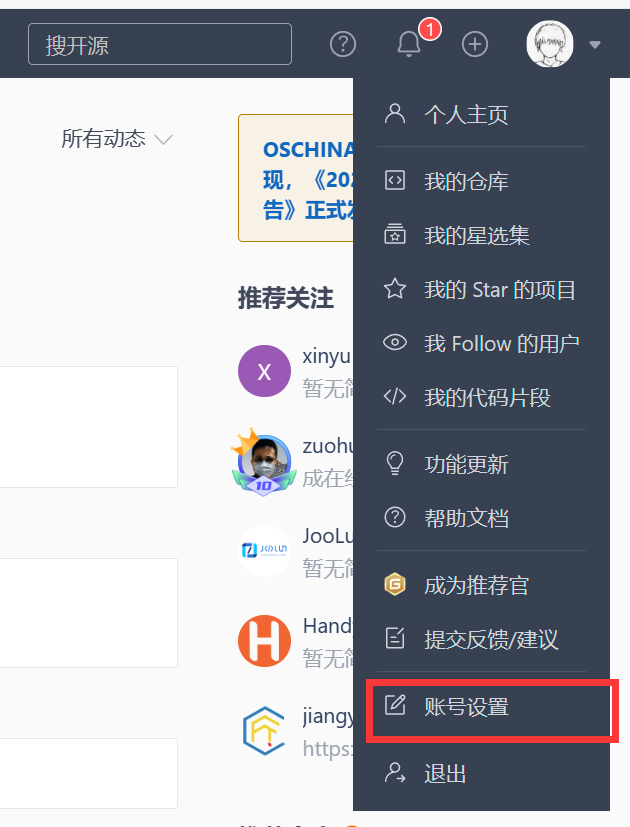 搜开源
1
所有动态
OSCHINA
现，《202
告》正式发
推荐关注
X
xinyu
暂无简
zuohu
10
成在线
JOOLUN
JooLu
暂无简
Handy
暂无简
jiangy
https:
个人主页
我的仓库
我的星选集
我的 Star 的项目
我 Follow 的用户
我的代码片段
功能更新
帮助文档
G
成为推荐官
提交反馈/建议
账号设置
退出